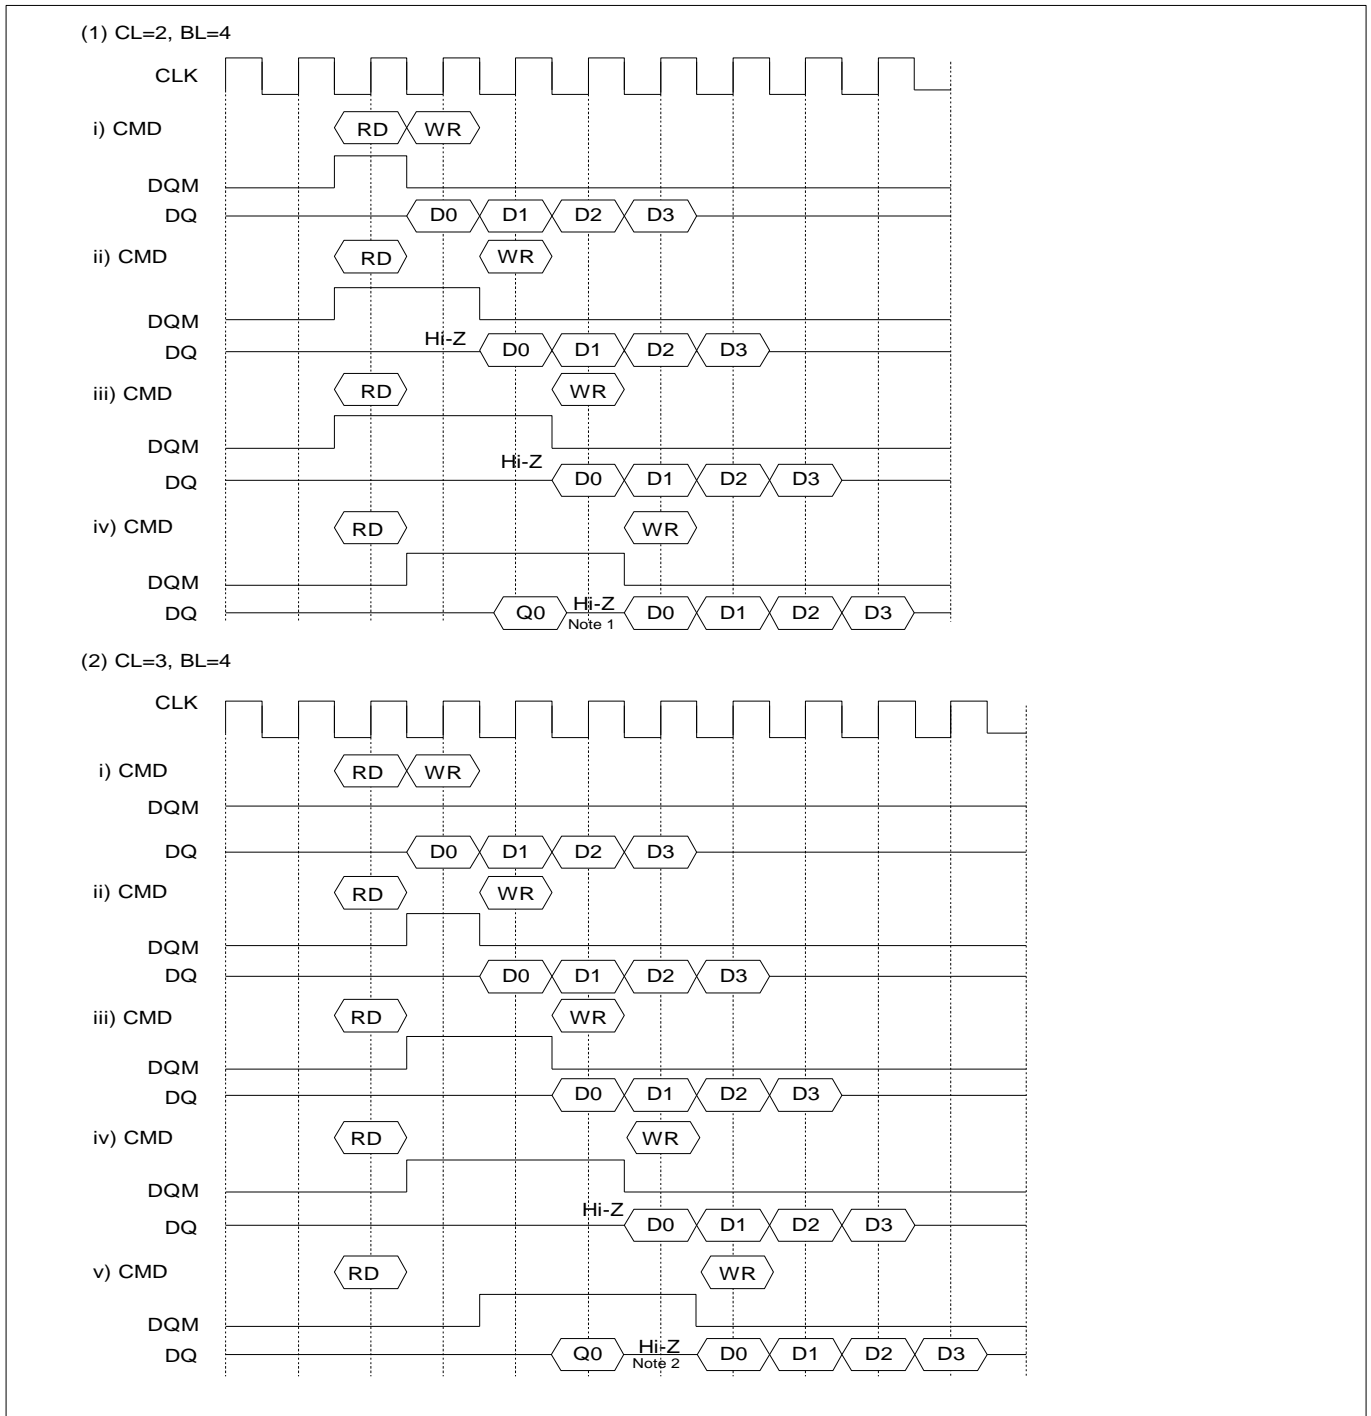 (1) CL=2, BL=4
CLK
i) CMD RD WR
DQM
DQ D0 D1 D2 D3
ii) CMD RD WR
DQM
Hi-Z
DQ D0 D1 D2 D3
iii) CMD RD WR
DQM
Hi-Z
DQ D0 D1 D2 D3
iv) CMD RD WR
DQM
DQ Q0 Hi-Z D0 D1 D2 D3
Note 1
(2) CL=3, BL=4
CLK
i) CMD RD WR
DQM
DQ D0 D1 D2 D3
ii) CMD RD WR
DQM
DQ D0 D1 D2 D3
iii) CMD RD WR
DQM
DQ D0 D1 D2 D3
iv) CMD RD WR
DQM
Hi-Z
DQ D0 D1 D2 D3
v) CMD RD WR
DQM
DQ Q0 Hi-Z D0 D1 D2 D3
Note 2